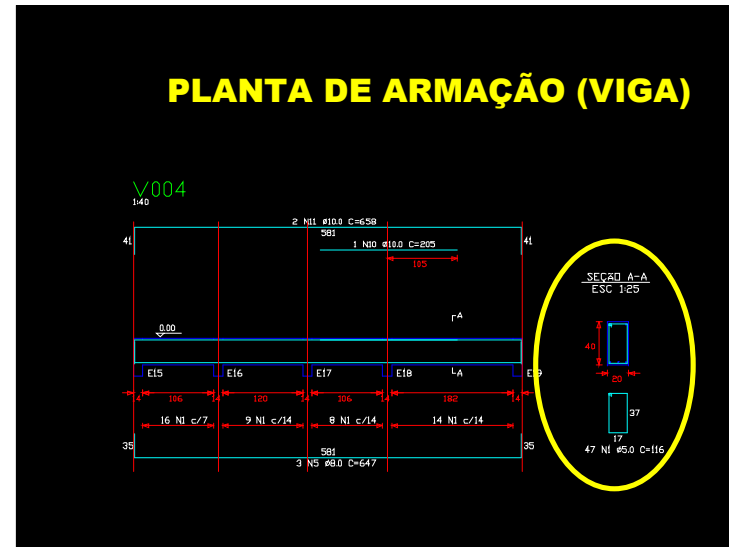 PLANTA DE ARMAÇÃO (VIGA)
V004
1:40
2 N11 ø10.0 C=658
581
41
41
1 N10 ø10.0 C=205
105
SEÇÃO A-A
ESC 1:25
0.00
A
40
20
E15
E16
E17
E18
A
E19
14
106
14
120
14
106
14
182
14
16 N1 c/7
9 N1 c/14
8 N1 c/14
14 N1 c/14
37
17
47 N1 ø5.0 C=116
35
581
35
3 N5 ø8.0 C=647